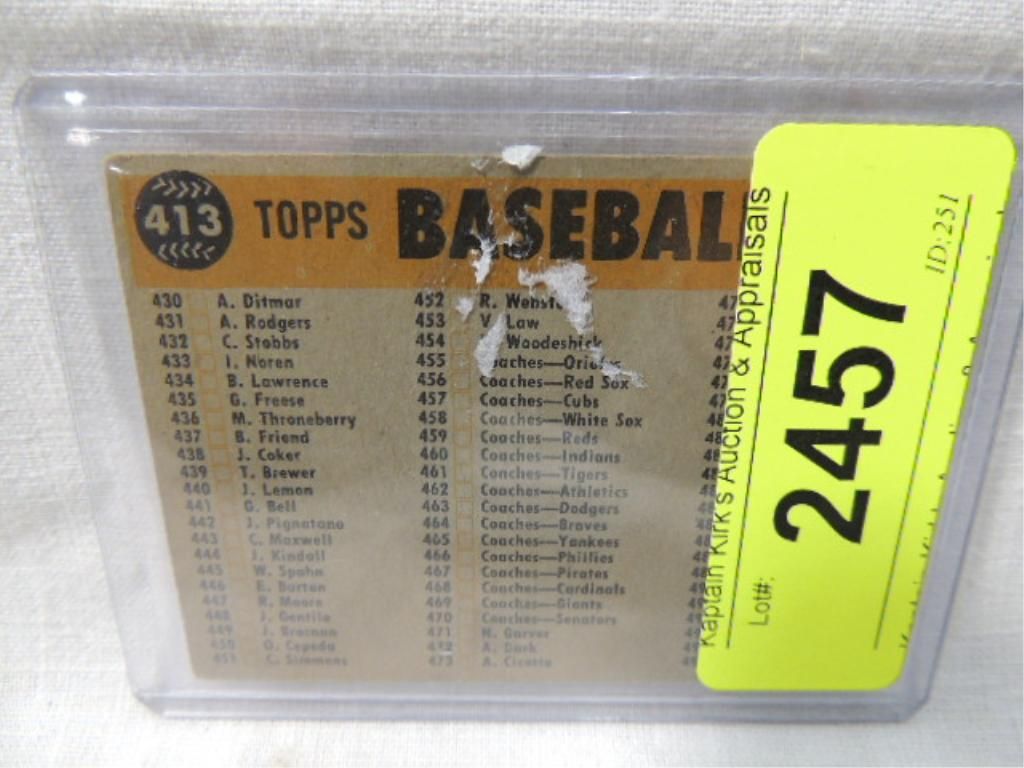 413 TOPPS BASEBAL
430 A. Ditmar
431 A. Rodgers
432 C. Stobbs
433 I. Noren
434 B. Lawrence
435 G. Freese
436 M. Throneberry
437 B. Friend
438 J. Coker
439 T. Brewer
440 J. Lemon
441 G. Bell
442 J. Pignatano
443 C. Maxwell
444 J. Kindall
445 W. Spahn
446 E. Barton
447 R. Moore
448 J. Gentile
449 J. Brosnan
450 O. Cepeda
451 C. Simmons
452 R. Webst
453 V. Law
454 Woodeshick
455 oaches—Orioles
456 Coaches—Red Sox
457 Coaches—Cubs
458 Coaches—White Sox
459 Coaches—Reds
460 Coaches—Indians
461 Coaches—Tigers
462 Coaches—Athletics
463 Coaches—Dodgers
464 Coaches—Braves
465 Coaches—Yankees
466 Coaches—Phillies
467 Coaches—Pirates
468 Coaches—Cardinals
469 Coaches—Giants
470 Coaches—Senators
471 N. Garver
472 A. Dark
473 A. Cicotte
Kaptain Kirk's Auction & Appraisals
Lot#:
2457
ID:251